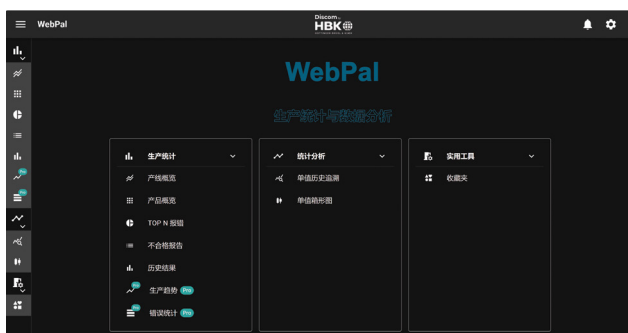 WebPal
Discom
HBK
WebPal
生产统计与数据分析
生产统计
产线概览
产品概览
TOP N 报错
不合格报告
历史结果
生产趋势 Pro
错误统计 Pro
统计分析
单值历史追溯
单值箱形图
实用工具
收藏夹
Pro
Pro